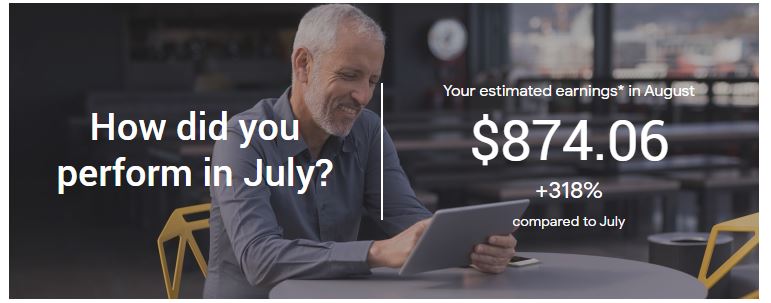 How did you
perform in July?
Your estimated earnings* in August
$874.06
+318%
compared to July